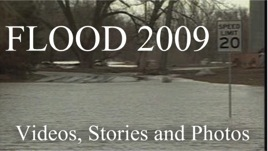 FLOOD 2009
SPEED
LIMIT
20
Videos, Stories and Photos